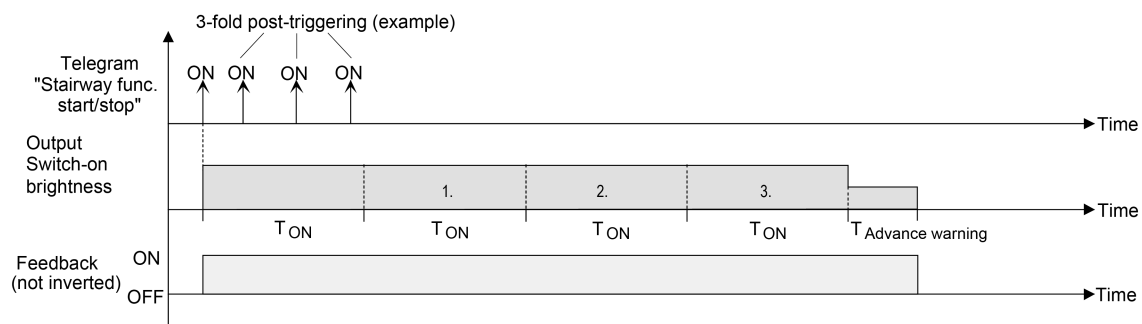 3-fold post-triggering (example)
Telegram
"Stairway func.
start/stop"
ON ON ON ON
Time
Output
Switch-on
brightness
1. 2. 3.
Time
T ON T ON T ON T ON T Advance warning
Feedback
(not inverted)
ON
OFF
Time